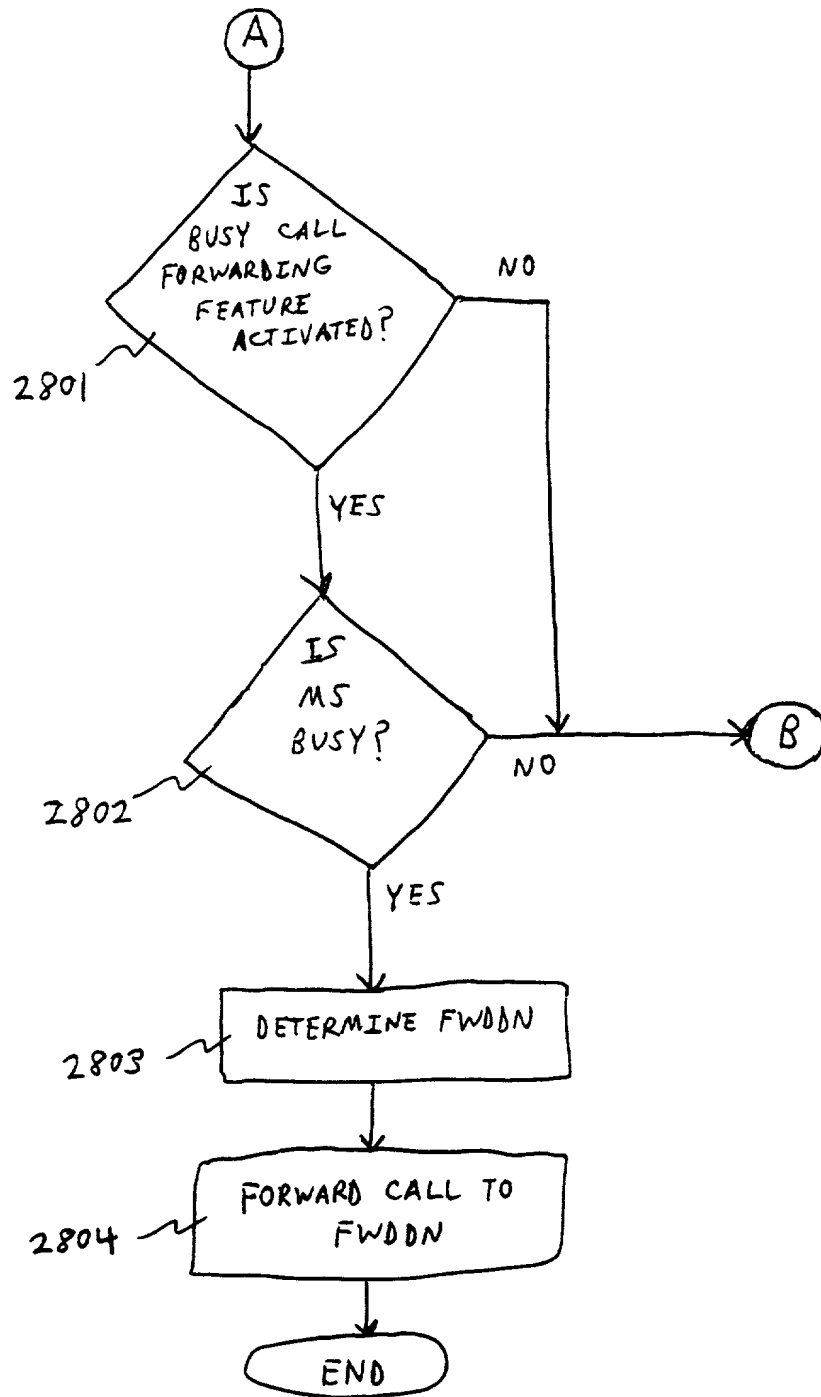 A
IS
BUSY CALL
FORWARDING
FEATURE
ACTIVATED?
NO
2801
YES
IS
MS
BUSY?
NO
B
2802
YES
DETERMINE FWDDN
2803
FORWARD CALL TO
FWDDN
2804
END